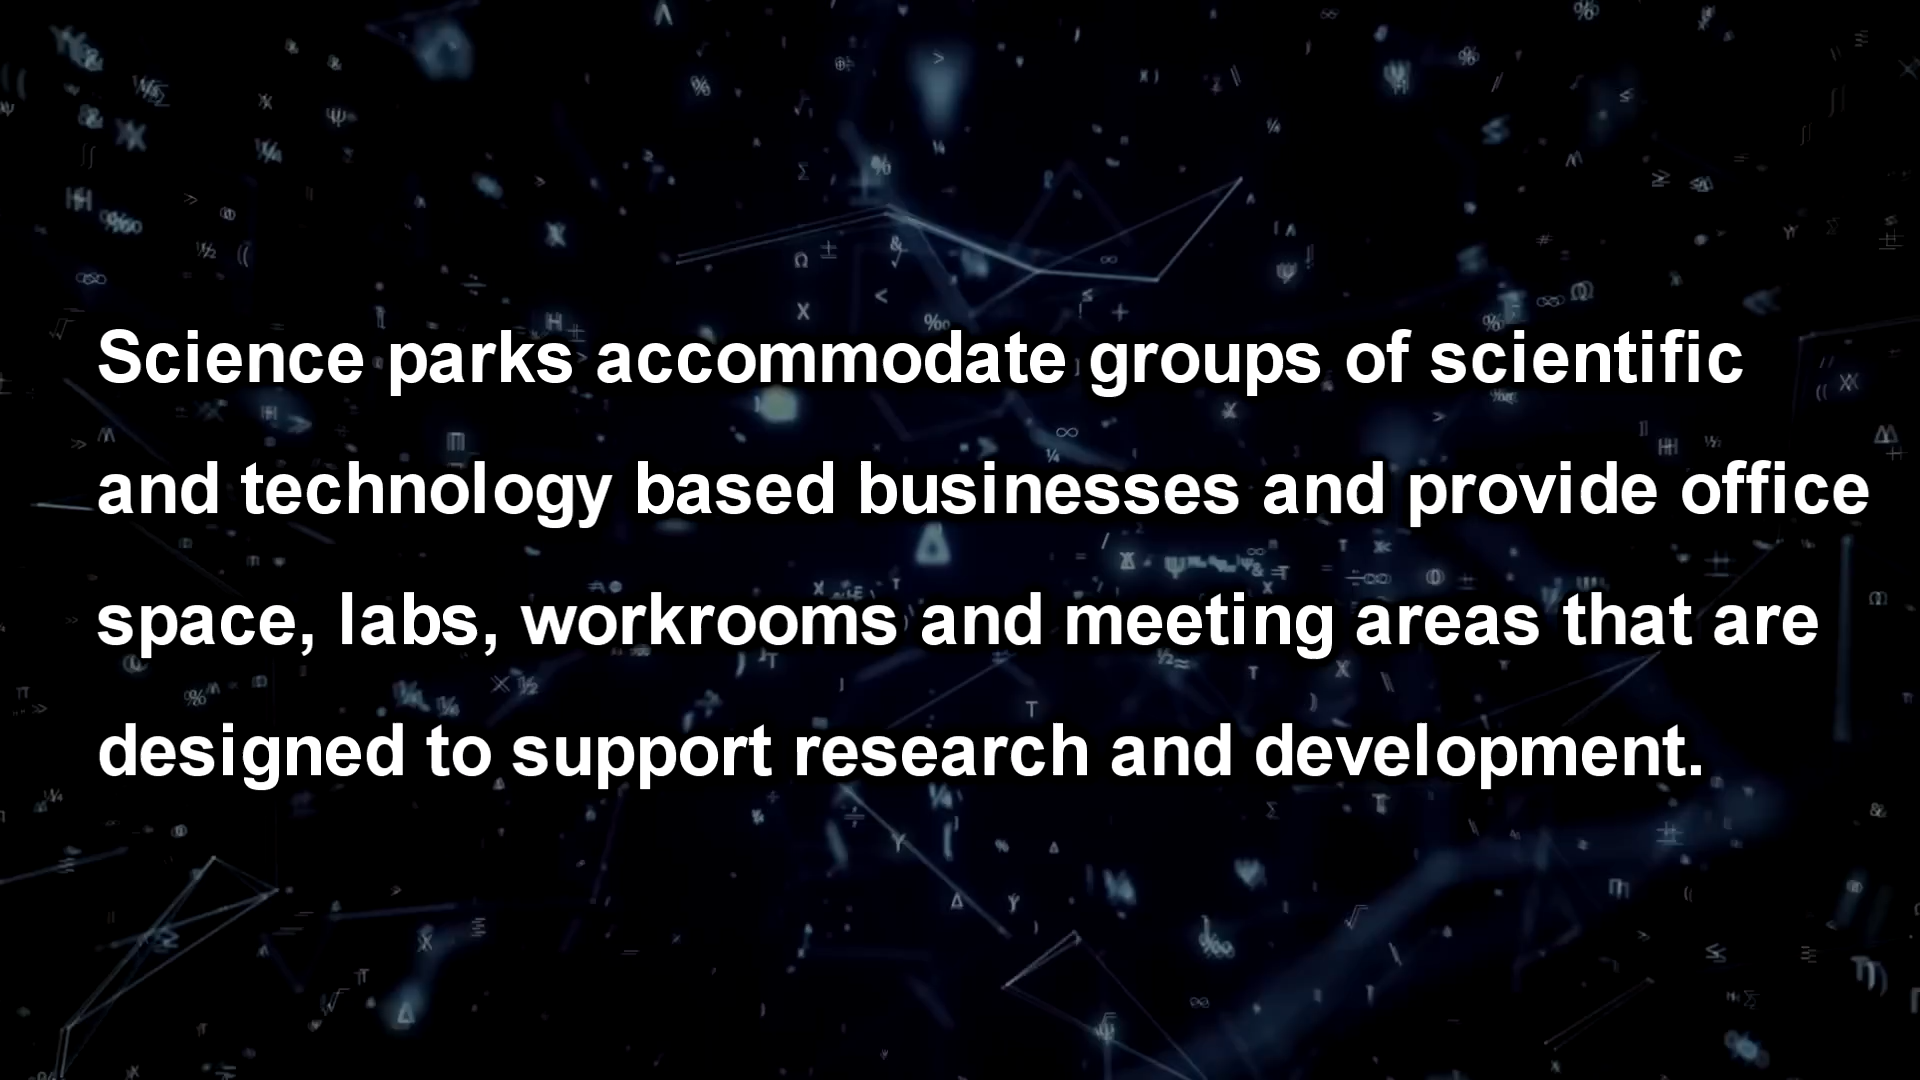 Science parks accommodate groups of scientific
and technology based businesses and provide office
space, labs, workrooms and meeting areas that are
designed to support research and development.